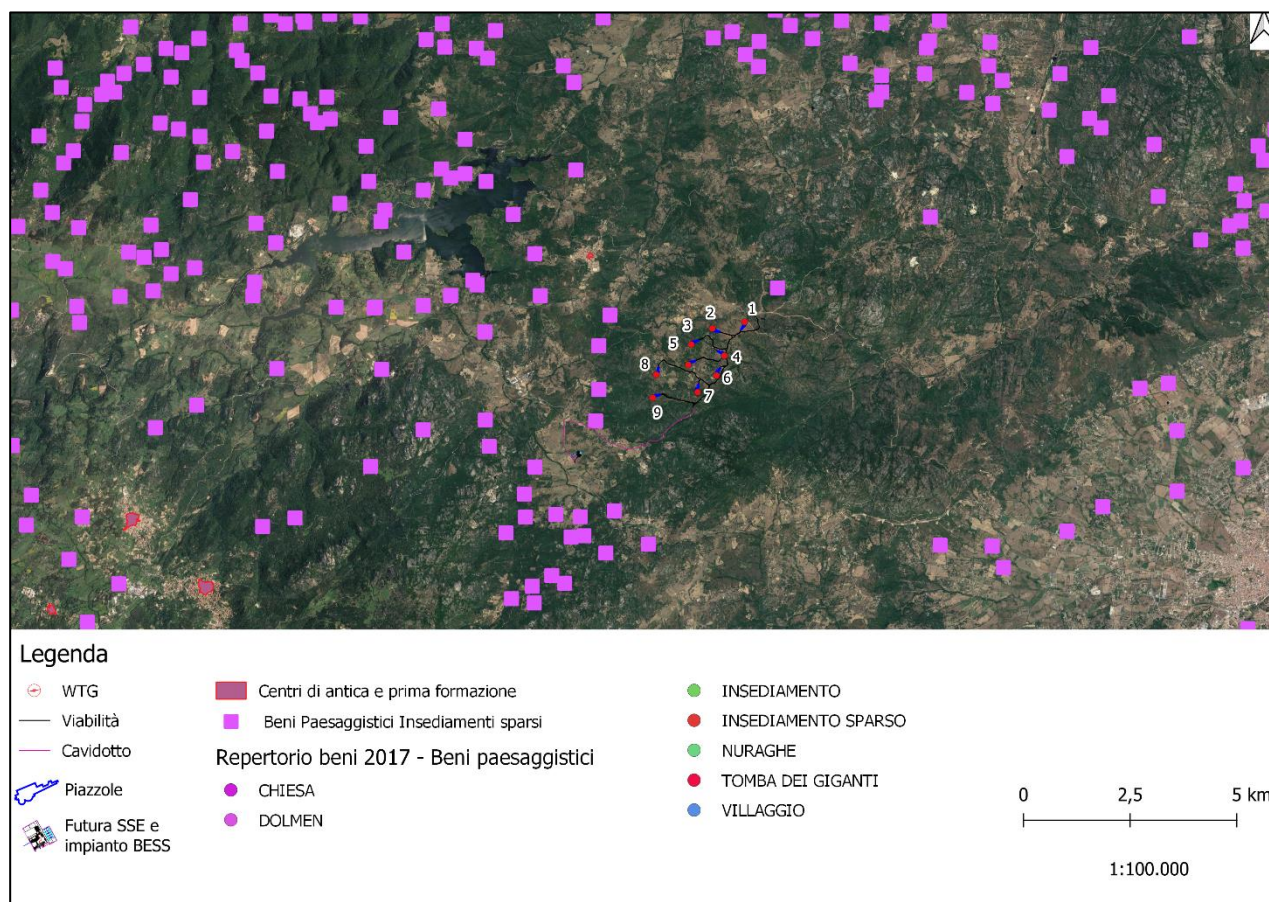 1
2
3
5
4
8
6
7
9
Legenda
WTG
Viabilità
Cavidotto
Piazzole
Futura SSE e
impianto BESS
Centri di antica e prima formazione
Beni Paesaggistici Insediamenti sparsi
Repertorio beni 2017 - Beni paesaggistici
CHIESA
DOLMEN
INSEDIAMENTO
INSEDIAMENTO SPARSO
NURAGHE
TOMBA DEI GIGANTI
VILLAGGIO
0 2,5 5 km
1:100.000